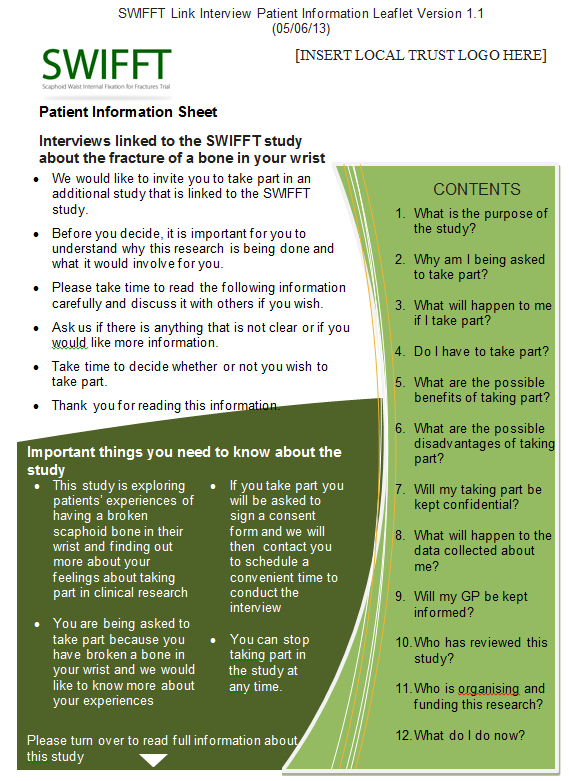 SWIFFT Link Interview Patient Information Leaflet Version 1.1
(05/06/13)
[INSERT LOCAL TRUST LOGO HERE]
SWIFFT
Scaphoid Waist Internal Fixation for Fractures Trial
Patient Information Sheet
Interviews linked to the SWIFFT study
about the fracture of a bone in your wrist
• We would like to invite you to take part in an
additional study that is linked to the SWIFFT
study.
• Before you decide, it is important for you to
understand why this research is being done and
what it would involve for you.
• Please take time to read the following information
carefully and discuss it with others if you wish.
• Ask us if there is anything that is not clear or if you
would like more information.
• Take time to decide whether or not you wish to
take part.
• Thank you for reading this information.
Important things you need to know about the
study
• This study is exploring
patients' experiences of
having a broken
scaphoid bone in their
wrist and finding out
more about your
feelings about taking
part in clinical research
• You are being asked to
take part because you
have broken a bone in
your wrist and we would
like to know more about
your experiences
• If you take part you
will be asked to
sign a consent
form and we will
then contact you
to schedule a
convenient time to
conduct the
interview
• You can stop
taking part in
the study at
any time.
Please turn over to read full information about
this study
CONTENTS
1. What is the purpose of
the study?
2. Why am I being asked
to take part?
3. What will happen to me
if I take part?
4. Do I have to take part?
5. What are the possible
benefits of taking part?
6. What are the possible
disadvantages of taking
part?
7. Will my taking part be
kept confidential?
8. What will happen to the
data collected about
me?
9. Will my GP be kept
informed?
10. Who has reviewed this
study?
11. Who is organising and
funding this research?
12. What do I do now?